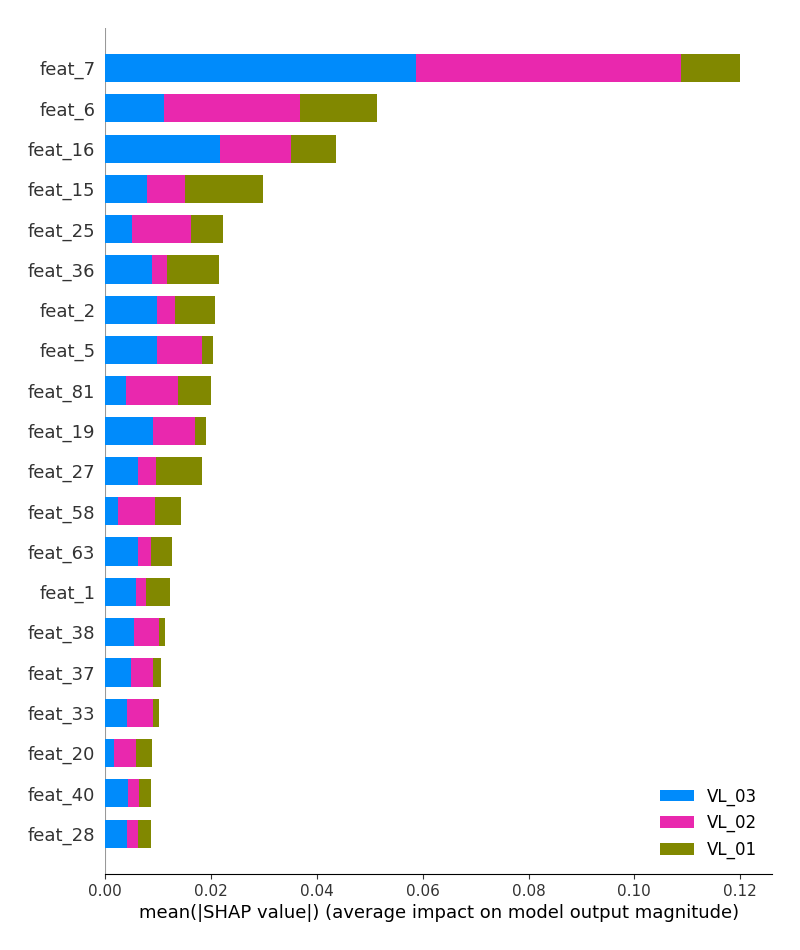 feat_7
feat_6
feat_16
feat_15
feat_25
feat_36
feat_2
feat_5
feat_81
feat_19
feat_27
feat_58
feat_63
feat_1
feat_38
feat_37
feat_33
feat_20
feat_40
feat_28
VL_03
VL_02
VL_01
0.00 0.02 0.04 0.06 0.08 0.10 0.12
mean(|SHAP value|) (average impact on model output magnitude)